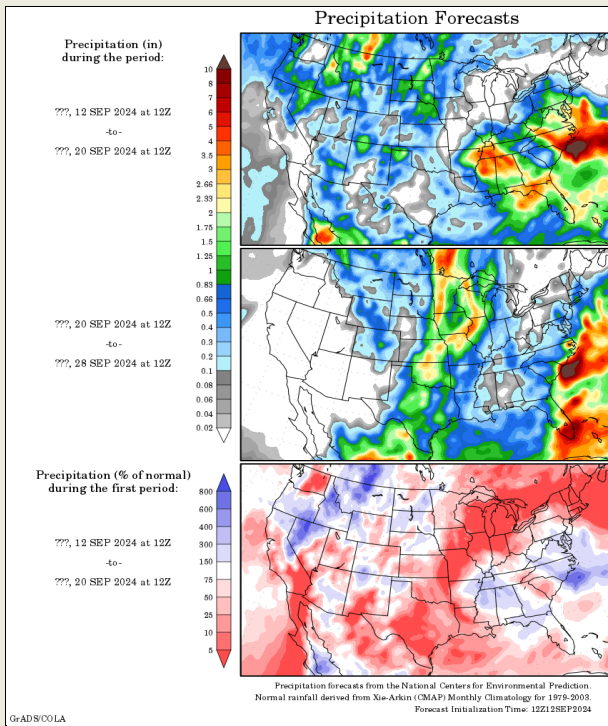 Precipitation Forecasts
Precipitation (in)
during the period:
???, 12 SEP 2024 at 12Z
-to-
???, 20 SEP 2024 at 12Z
10
8
7
6
5
4
3.5
3
2.66
2.33
2
1.75
1.5
1.25
1
0.83
0.66
0.5
0.4
0.3
0.2
0.1
0.08
0.06
0.04
0.02
???, 20 SEP 2024 at 12Z
-to-
???, 28 SEP 2024 at 12Z
Precipitation (% of normal)
during the first period:
???, 12 SEP 2024 at 12Z
-to-
???, 20 SEP 2024 at 12Z
800
600
400
300
150
75
50
25
10
5
Precipitation forecasts from the National Centers for Environmental Prediction.
Normal rainfall derived from Xie-Arkin (CMAP) Monthly Climatology for 1979-2003.
Forecast Initialization Time: 12Z12SEP2024
GrADS/COLA